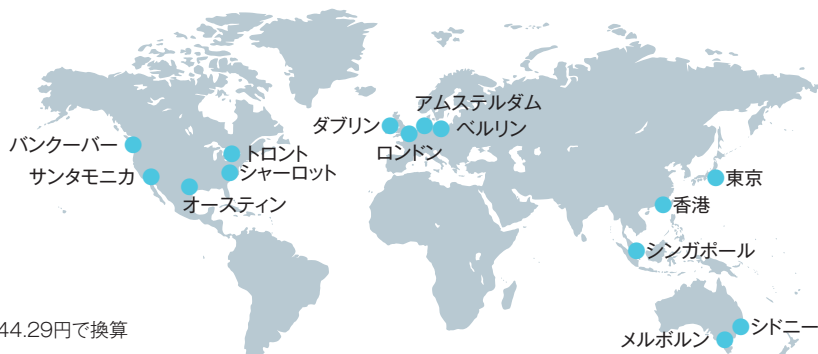 アムステルダム
ダブリン
ベルリン
バンクーバー
ロンドン
トロント
サンタモニカ
シャーロット
東京
オースティン
香港
シンガポール
44.29円で換算
シドニー
メルボルン